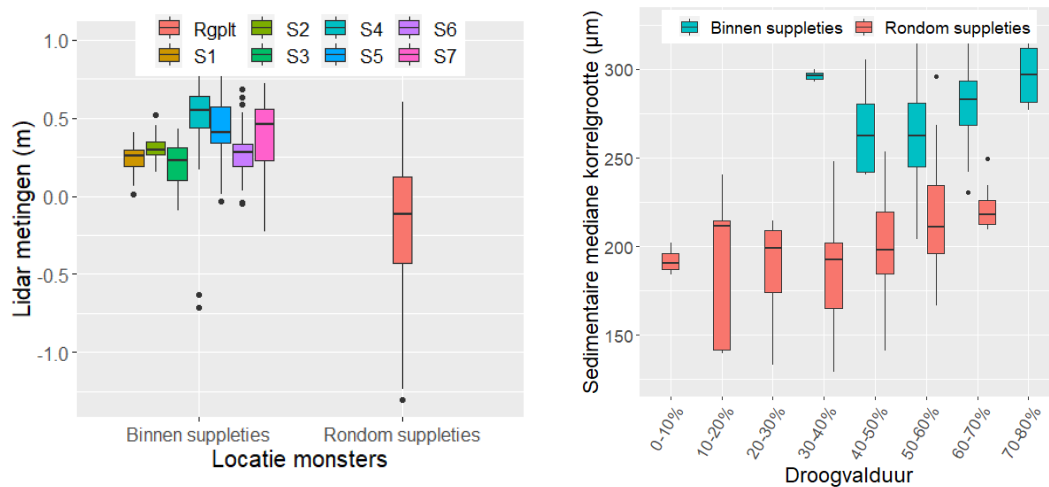 Rgplt S2 S4 S6
S1 S3 S5 S7
Lidar metingen (m)
1.0
0.5
0.0
-0.5
-1.0
Binnen suppleties Rondom suppleties
Locatie monsters
Binnen suppleties Rondom suppleties
Sedimentaire mediane korrelgrootte (µm)
300
250
200
150
0-10% 10-20% 20-30% 30-40% 40-50% 50-60% 60-70% 70-80%
Droogvalduur